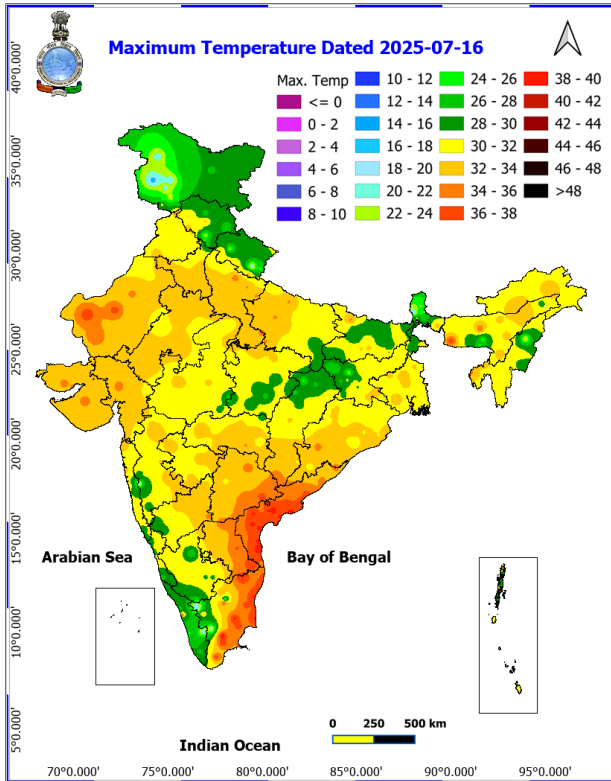 Maximum Temperature Dated 2025-07-16
Max. Temp
<= 0
0 - 2
2 - 4
4 - 6
6 - 8
8 - 10
10 - 12
12 - 14
14 - 16
16 - 18
18 - 20
20 - 22
22 - 24
24 - 26
26 - 28
28 - 30
30 - 32
32 - 34
34 - 36
36 - 38
38 - 40
40 - 42
42 - 44
44 - 46
46 - 48
>48
40°0.000'
35°0.000'
30°0.000'
25°0.000'
20°0.000'
15°0.000'
10°0.000'
5°0.000'
Arabian Sea
Bay of Bengal
Indian Ocean
0 250 500 km
70°0.000' 75°0.000' 80°0.000' 85°0.000' 90°0.000' 95°0.000'